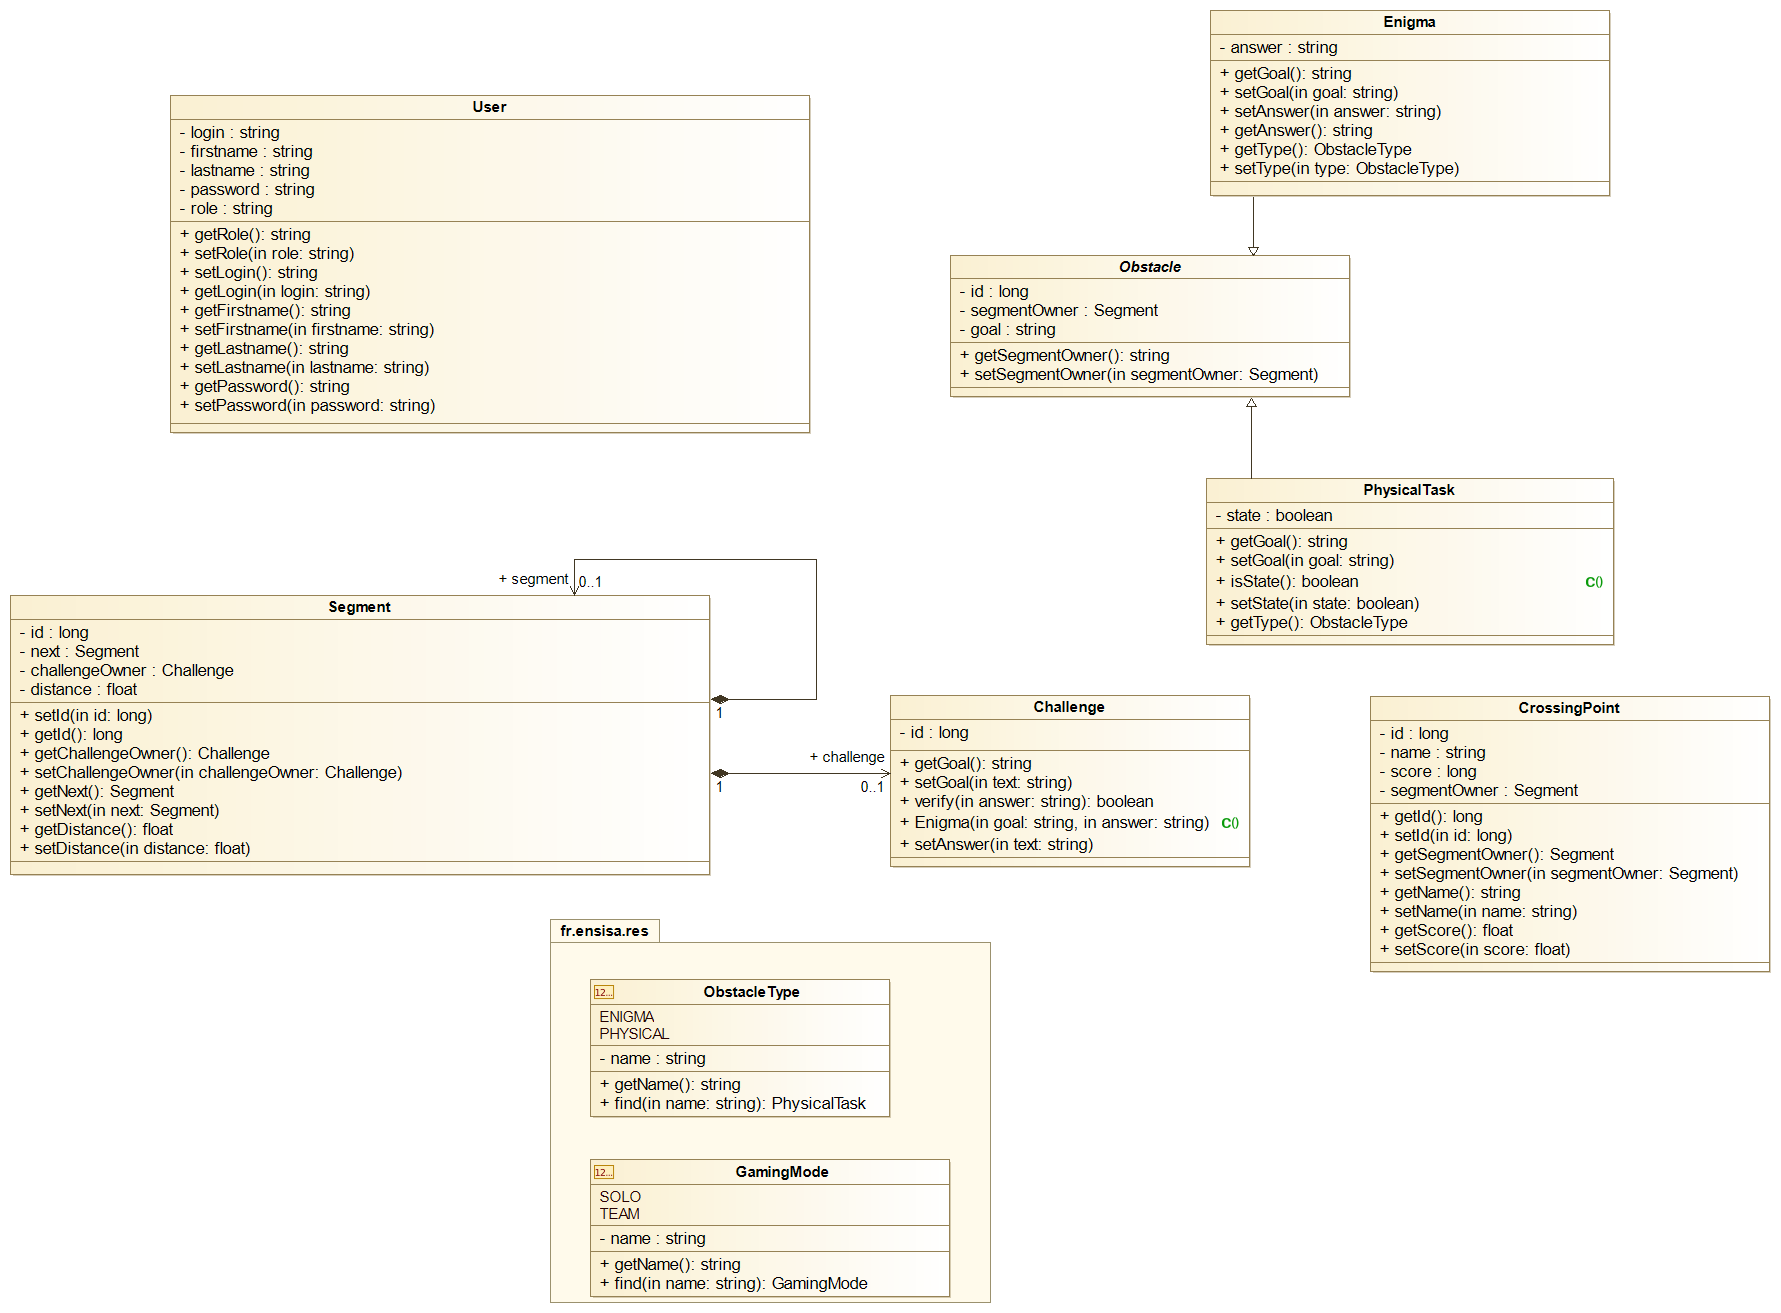 Enigma
- answer : string
+ getGoal(): string
+ setGoal(in goal: string)
+ setAnswer(in answer: string)
+ getAnswer(): string
+ getType(): ObstacleType
+ setType(in type: ObstacleType)
User
- login : string
- firstname : string
- lastname : string
- password : string
- role : string
+ getRole(): string
+ setRole(in role: string)
+ setLogin(): string
+ getLogin(in login: string)
+ getFirstname(): string
+ setFirstname(in firstname: string)
+ getLastname(): string
+ setLastname(in lastname: string)
+ getPassword(): string
+ setPassword(in password: string)
Obstacle
- id : long
- segmentOwner : Segment
- goal : string
+ getSegmentOwner(): string
+ setSegmentOwner(in segmentOwner: Segment)
PhysicalTask
- state : boolean
+ getGoal(): string
+ setGoal(in goal: string)
+ isState(): boolean C()
+ setState(in state: boolean)
+ getType(): ObstacleType
+ segment 0..1
Segment
- id : long
- next : Segment
- challengeOwner : Challenge
- distance : float
+ setId(in id: long)
+ getId(): long
+ getChallengeOwner(): Challenge
+ setChallengeOwner(in challengeOwner: Challenge)
+ getNext(): Segment
+ setNext(in next: Segment)
+ getDistance(): float
+ setDistance(in distance: float)
1
+ challenge
1 0..1
Challenge
- id : long
+ getGoal(): string
+ setGoal(in text: string)
+ verify(in answer: string): boolean
+ Enigma(in goal: string, in answer: string) C()
+ setAnswer(in text: string)
CrossingPoint
- id : long
- name : string
- score : long
- segmentOwner : Segment
+ getId(): long
+ setId(in id: long)
+ getSegmentOwner(): Segment
+ setSegmentOwner(in segmentOwner: Segment)
+ getName(): string
+ setName(in name: string)
+ getScore(): float
+ setScore(in score: float)
fr.ensisa.res
12... ObstacleType
ENIGMA
PHYSICAL
- name : string
+ getName(): string
+ find(in name: string): PhysicalTask
12... GamingMode
SOLO
TEAM
- name : string
+ getName(): string
+ find(in name: string): GamingMode